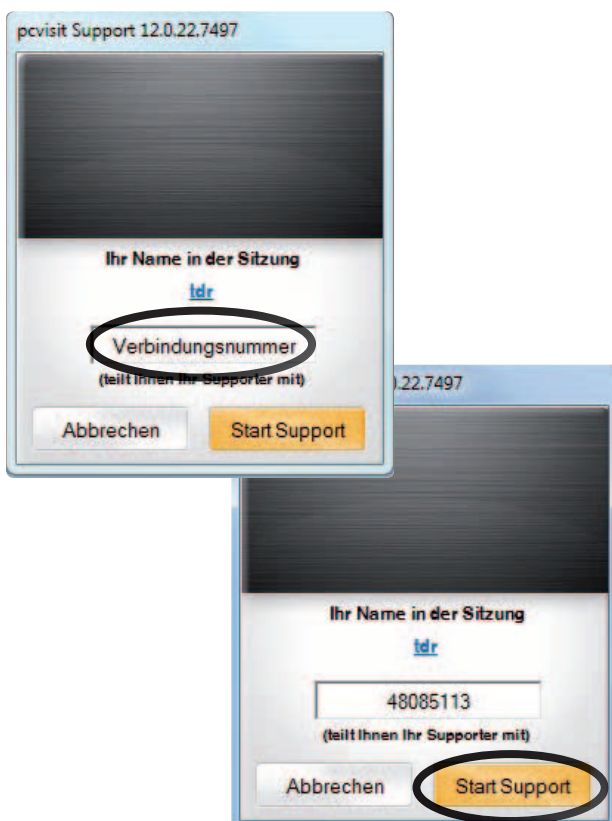 pcvisit Support 12.0.22.7497
Ihr Name in der Sitzung
tdr
Verbindungsnummer
(teilt Ihnen Ihr Supporter mit)
Abbrechen
Start Support
0.22.7497
Ihr Name in der Sitzung
tdr
48085113
(teilt Ihnen Ihr Supporter mit)
Abbrechen
Start Support